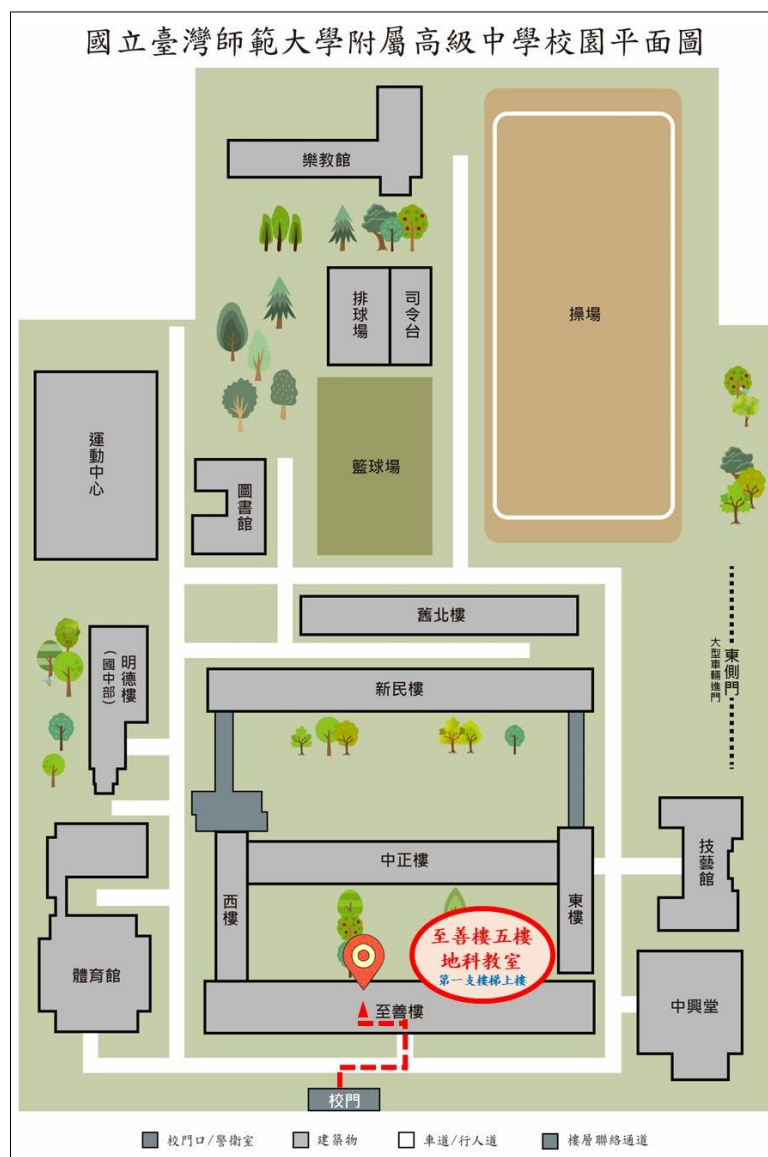 國立臺灣師範大學附屬高級中學校園平面圖
樂教館
排球場
司令台
操場
運動中心
圖書館
籃球場
舊北樓
明德樓
(國中部)
新民樓
東側門
大型車輛進門
西樓
中正樓
東樓
技藝館
至善樓五樓
地科教室
第一支樓梯上樓
體育館
至善樓
中興堂
校門
校門口/警衛室
建築物
車道/行人道
樓層聯絡通道